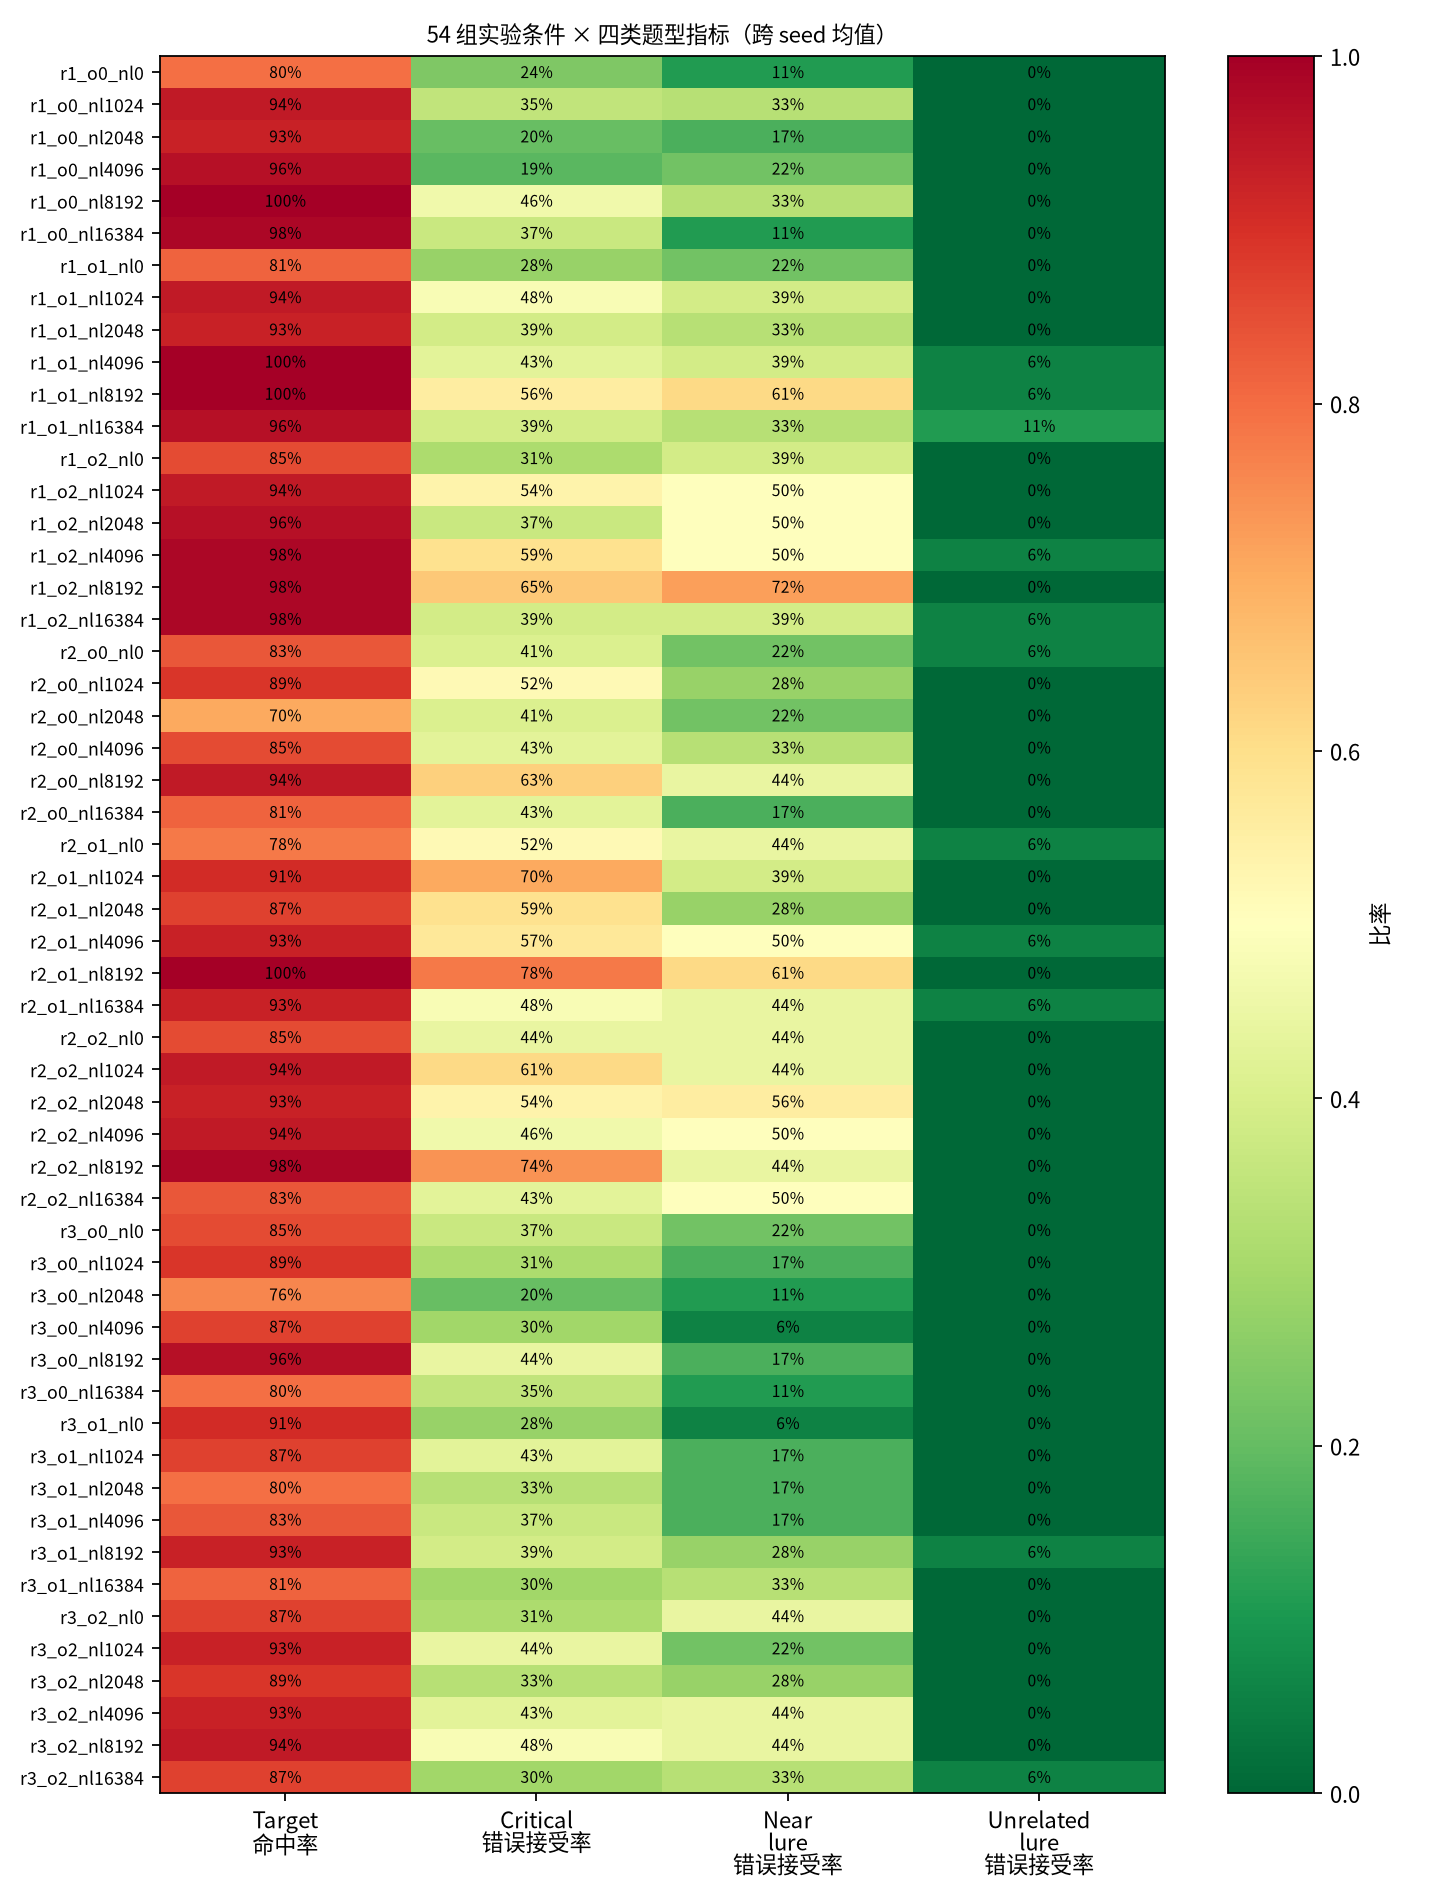 54 组实验条件 × 四类题型指标（跨 seed 均值）
r1_o0_nl0 80% 24% 11% 0%
r1_o0_nl1024 94% 35% 33% 0%
r1_o0_nl2048 93% 20% 17% 0%
r1_o0_nl4096 96% 19% 22% 0%
r1_o0_nl8192 100% 46% 33% 0%
r1_o0_nl16384 98% 37% 11% 0%
r1_o1_nl0 81% 28% 22% 0%
r1_o1_nl1024 94% 48% 39% 0%
r1_o1_nl2048 93% 39% 33% 0%
r1_o1_nl4096 100% 43% 39% 6%
r1_o1_nl8192 100% 56% 61% 6%
r1_o1_nl16384 96% 39% 33% 11%
r1_o2_nl0 85% 31% 39% 0%
r1_o2_nl1024 94% 54% 50% 0%
r1_o2_nl2048 96% 37% 50% 0%
r1_o2_nl4096 98% 59% 50% 6%
r1_o2_nl8192 98% 65% 72% 0%
r1_o2_nl16384 98% 39% 39% 6%
r2_o0_nl0 83% 41% 22% 6%
r2_o0_nl1024 89% 52% 28% 0%
r2_o0_nl2048 70% 41% 22% 0%
r2_o0_nl4096 85% 43% 33% 0%
r2_o0_nl8192 94% 63% 44% 0%
r2_o0_nl16384 81% 43% 17% 0%
r2_o1_nl0 78% 52% 44% 6%
r2_o1_nl1024 91% 70% 39% 0%
r2_o1_nl2048 87% 59% 28% 0%
r2_o1_nl4096 93% 57% 50% 6%
r2_o1_nl8192 100% 78% 61% 0%
r2_o1_nl16384 93% 48% 44% 6%
r2_o2_nl0 85% 44% 44% 0%
r2_o2_nl1024 94% 61% 44% 0%
r2_o2_nl2048 93% 54% 56% 0%
r2_o2_nl4096 94% 46% 50% 0%
r2_o2_nl8192 98% 74% 44% 0%
r2_o2_nl16384 83% 43% 50% 0%
r3_o0_nl0 85% 37% 22% 0%
r3_o0_nl1024 89% 31% 17% 0%
r3_o0_nl2048 76% 20% 11% 0%
r3_o0_nl4096 87% 30% 6% 0%
r3_o0_nl8192 96% 44% 17% 0%
r3_o0_nl16384 80% 35% 11% 0%
r3_o1_nl0 91% 28% 6% 0%
r3_o1_nl1024 87% 43% 17% 0%
r3_o1_nl2048 80% 33% 17% 0%
r3_o1_nl4096 83% 37% 17% 0%
r3_o1_nl8192 93% 39% 28% 6%
r3_o1_nl16384 81% 30% 33% 0%
r3_o2_nl0 87% 31% 44% 0%
r3_o2_nl1024 93% 44% 22% 0%
r3_o2_nl2048 89% 33% 28% 0%
r3_o2_nl4096 93% 43% 44% 0%
r3_o2_nl8192 94% 48% 44% 0%
r3_o2_nl16384 87% 30% 33% 6%
Target
命中率
Critical
错误接受率
Near
lure
错误接受率
Unrelated
lure
错误接受率
1.0
0.8
0.6
0.4
0.2
0.0
比率